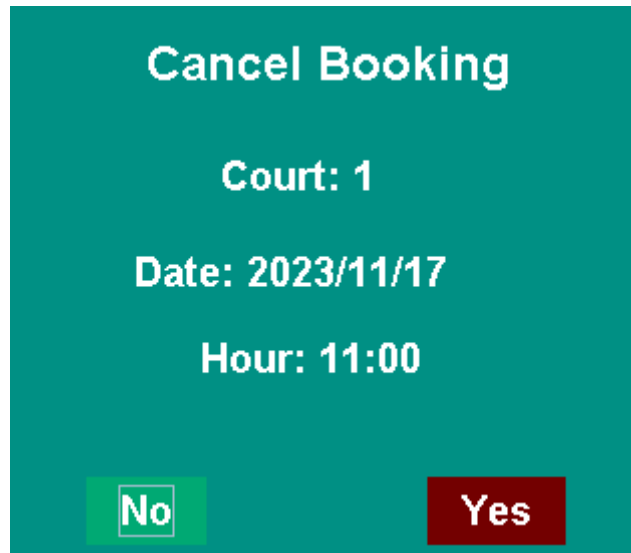 Cancel Booking
Court: 1
Date: 2023/11/17
Hour: 11:00
No Yes